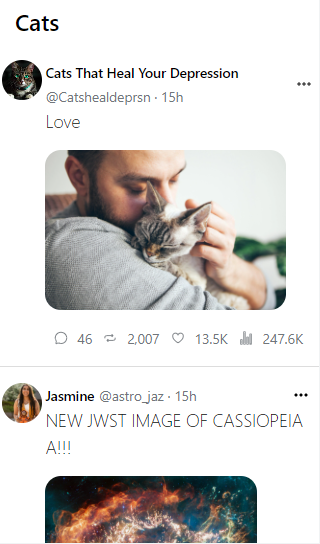 Cats
Cats That Heal Your Depression
@Catshealdeprsn · 15h
Love
46 2,007 13.5K 247.6K
Jasmine @astro_jaz · 15h
NEW JWST IMAGE OF CASSIOPEIA
A!!!